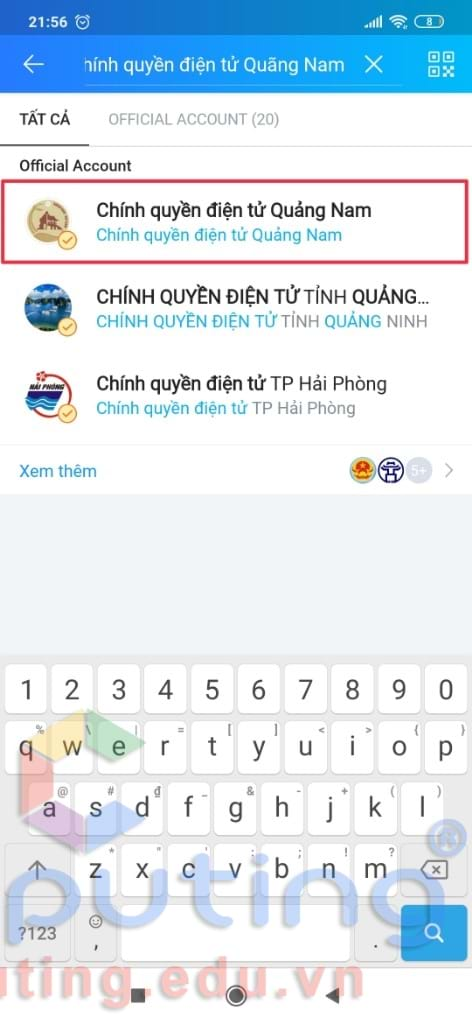 21:56 8
hính quyền điện tử Quãng Nam
TẤT CẢ OFFICIAL ACCOUNT (20)
Official Account
Chính quyền điện tử Quảng Nam
Chính quyền điện tử Quảng Nam
CHÍNH QUYỀN ĐIỆN TỬ TỈNH QUẢNG...
CHÍNH QUYỀN ĐIỆN TỬ TỈNH QUẢNG NINH
HẢI PHÒNG
Chính quyền điện tử TP Hải Phòng
Chính quyền điện tử TP Hải Phòng
Xem thêm 5+
1 2 3 4 5 6 7 8 9 0
% \ | = [ ] < > { }
q w e r t y u i o p
@ # ₫ _ & - + ( )
a s d f g h j k l
* " ' : ; ! ?
z x c v b n m
?123 , .
puting ®
uting.edu.vn